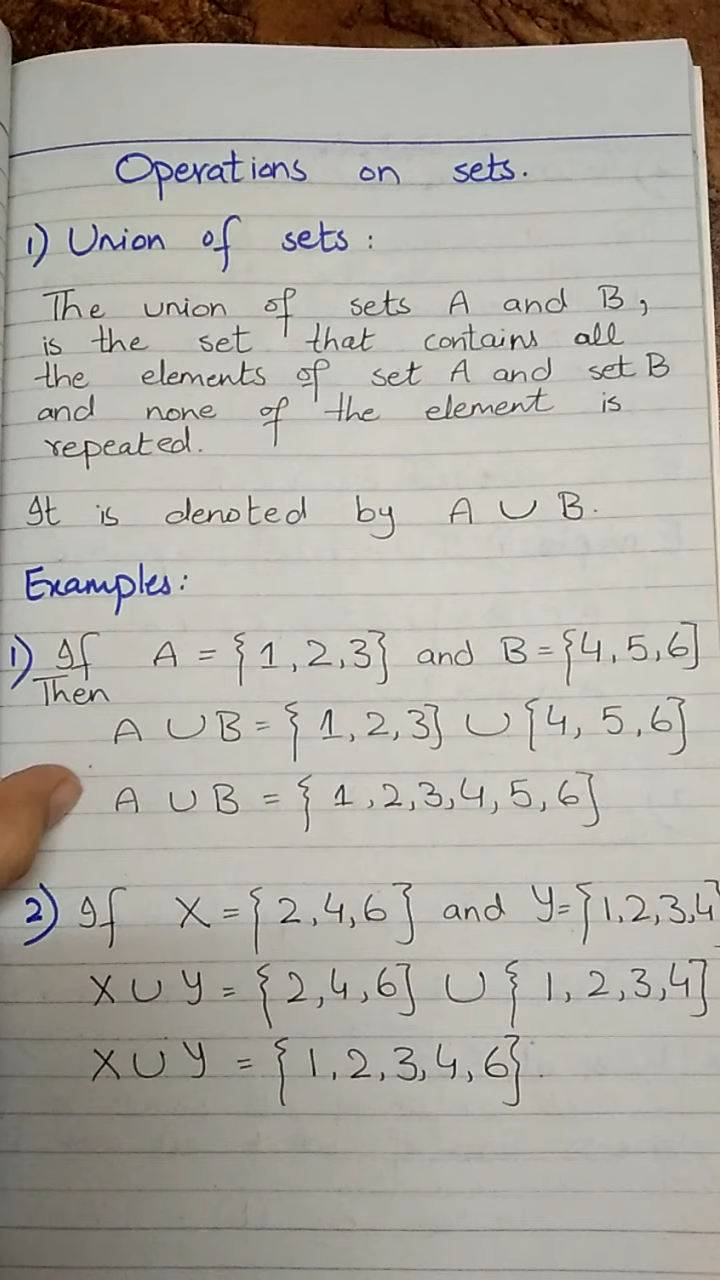 Operations on sets.
1) Union of sets :
The union of sets A and B,
is the set that contains all
the elements of set A and set B
and none of the element is
repeated.
It is denoted by A ∪ B.
Examples:
1) If A = {1,2,3} and B = {4,5,6}
Then
A ∪ B = {1,2,3} ∪ {4, 5,6}
A ∪ B = {1,2,3,4,5,6}
2) If X = {2,4,6} and Y = {1,2,3,4}
X ∪ Y = {2,4,6} ∪ {1,2,3,4}
X ∪ Y = {1,2,3,4,6}.